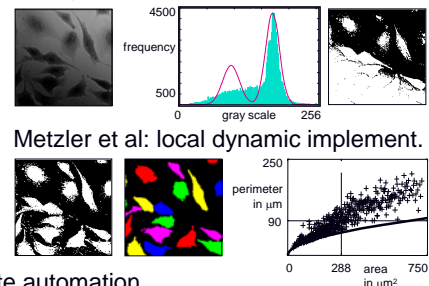 4500
frequency
500
0 gray scale 256
Metzler et al: local dynamic implement.
250
perimeter
in µm
90
0 288 area 750
in µm²
te automation